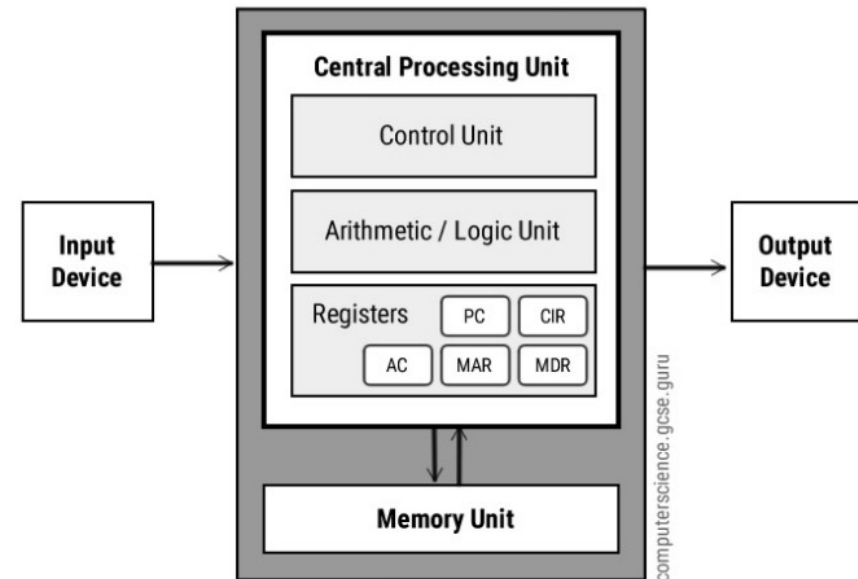 Central Processing Unit
Control Unit
Arithmetic / Logic Unit
Input
Device
Output
Device
Registers
PC
CIR
AC
MAR
MDR
Memory Unit
computerscience.gcse.guru